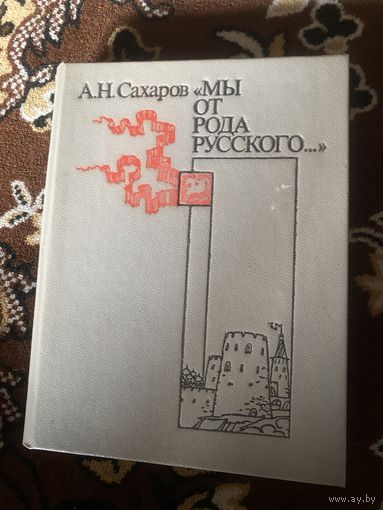 А.Н. Сахаров «МЫ
ОТ
РОДА
РУССКОГО...»
www.ay.by